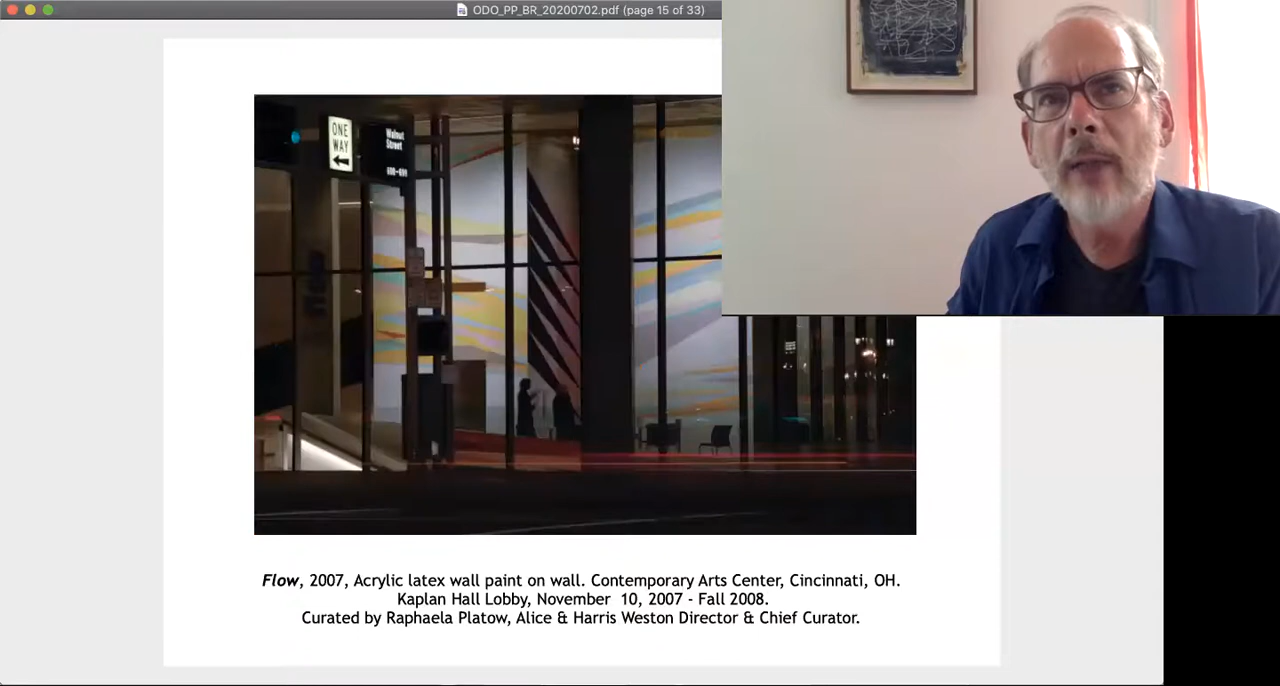 ODO_PP_BR_20200702.pdf (page 15 of 33)
ONE
WAY
Walnut
Street
600-699
Flow, 2007, Acrylic latex wall paint on wall. Contemporary Arts Center, Cincinnati, OH.
Kaplan Hall Lobby, November 10, 2007 - Fall 2008.
Curated by Raphaela Platow, Alice & Harris Weston Director & Chief Curator.